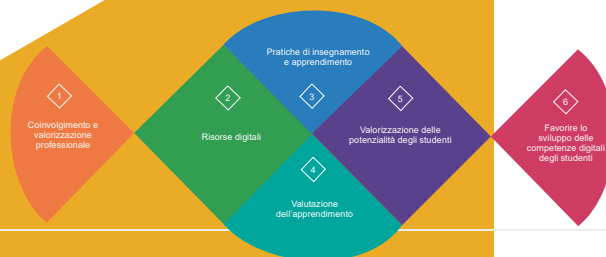 1
Coinvolgimento e
valorizzazione
professionale
2
Risorse digitali
Pratiche di insegnamento
e apprendimento
3
4
Valutazione
dell'apprendimento
5
Valorizzazione delle
potenzialità degli studenti
6
Favorire lo
sviluppo delle
competenze digitali
degli studenti